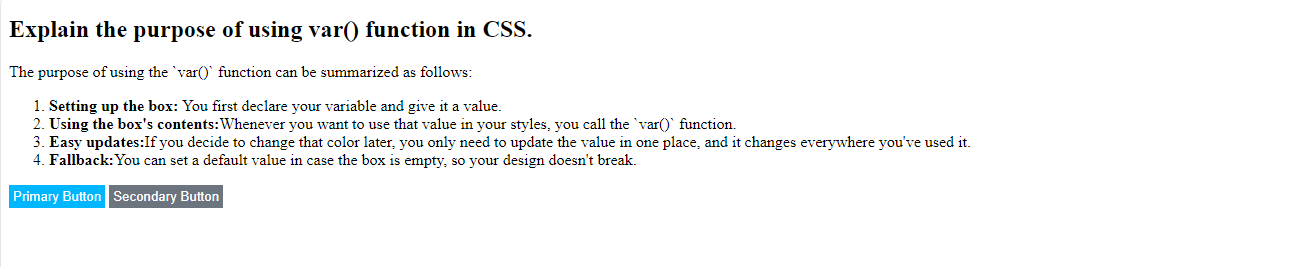 Explain the purpose of using var() function in CSS.
The purpose of using the `var()` function can be summarized as follows:
1. Setting up the box: You first declare your variable and give it a value.
2. Using the box's contents:Whenever you want to use that value in your styles, you call the `var()` function.
3. Easy updates:If you decide to change that color later, you only need to update the value in one place, and it changes everywhere you've used it.
4. Fallback:You can set a default value in case the box is empty, so your design doesn't break.
Primary Button Secondary Button